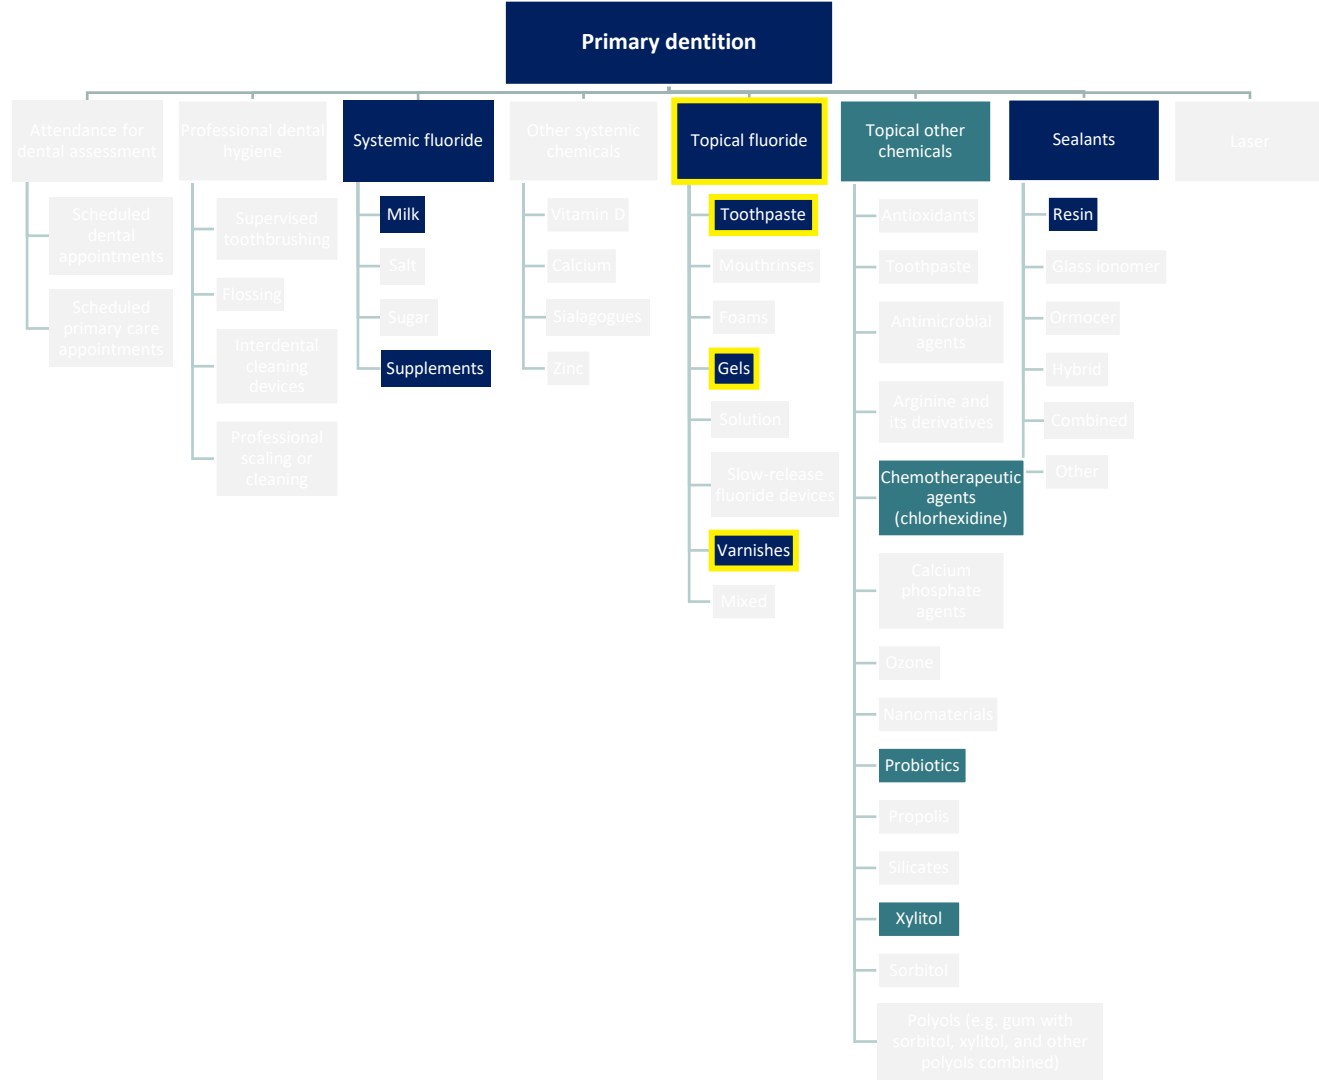 Primary dentition
Attendance for
dental assessment
Scheduled
dental
appointments
Scheduled
primary care
appointments
Professional dental
hygiene
Supervised
toothbrushing
Flossing
Interdental
cleaning
devices
Professional
scaling or
cleaning
Systemic fluoride
Milk
Salt
Sugar
Supplements
Other systemic
chemicals
Vitamin D
Calcium
Sialagogues
Zinc
Topical fluoride
Toothpaste
Mouthrinses
Foams
Gels
Solution
Slow-release
fluoride devices
Varnishes
Mixed
Topical other
chemicals
Antioxidants
Toothpaste
Antimicrobial
agents
Arginine and
its derivatives
Chemotherapeutic
agents
(chlorhexidine)
Calcium
phosphate
agents
Ozone
Nanomaterials
Probiotics
Propolis
Silicates
Xylitol
Sorbitol
Polyols (e.g. gum with
sorbitol, xylitol, and other
polyols combined)
Sealants
Resin
Glass ionomer
Ormocer
Hybrid
Combined
Other
Laser